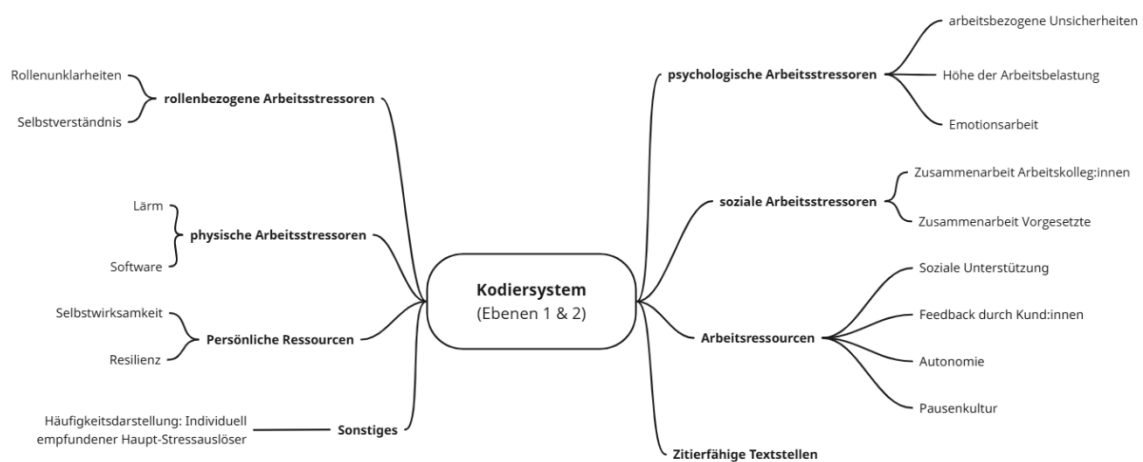 Kodiersystem
(Ebenen 1 & 2)
rollenbezogene Arbeitsstressoren
Rollenunklarheiten
Selbstverständnis
physische Arbeitsstressoren
Lärm
Software
Persönliche Ressourcen
Selbstwirksamkeit
Resilienz
Sonstiges
Häufigkeitsdarstellung: Individuell
empfundener Haupt-Stressauslöser
psychologische Arbeitsstressoren
arbeitsbezogene Unsicherheiten
Höhe der Arbeitsbelastung
Emotionsarbeit
soziale Arbeitsstressoren
Zusammenarbeit Arbeitskolleg:innen
Zusammenarbeit Vorgesetzte
Arbeitsressourcen
Soziale Unterstützung
Feedback durch Kund:innen
Autonomie
Pausenkultur
Zitierfähige Textstellen